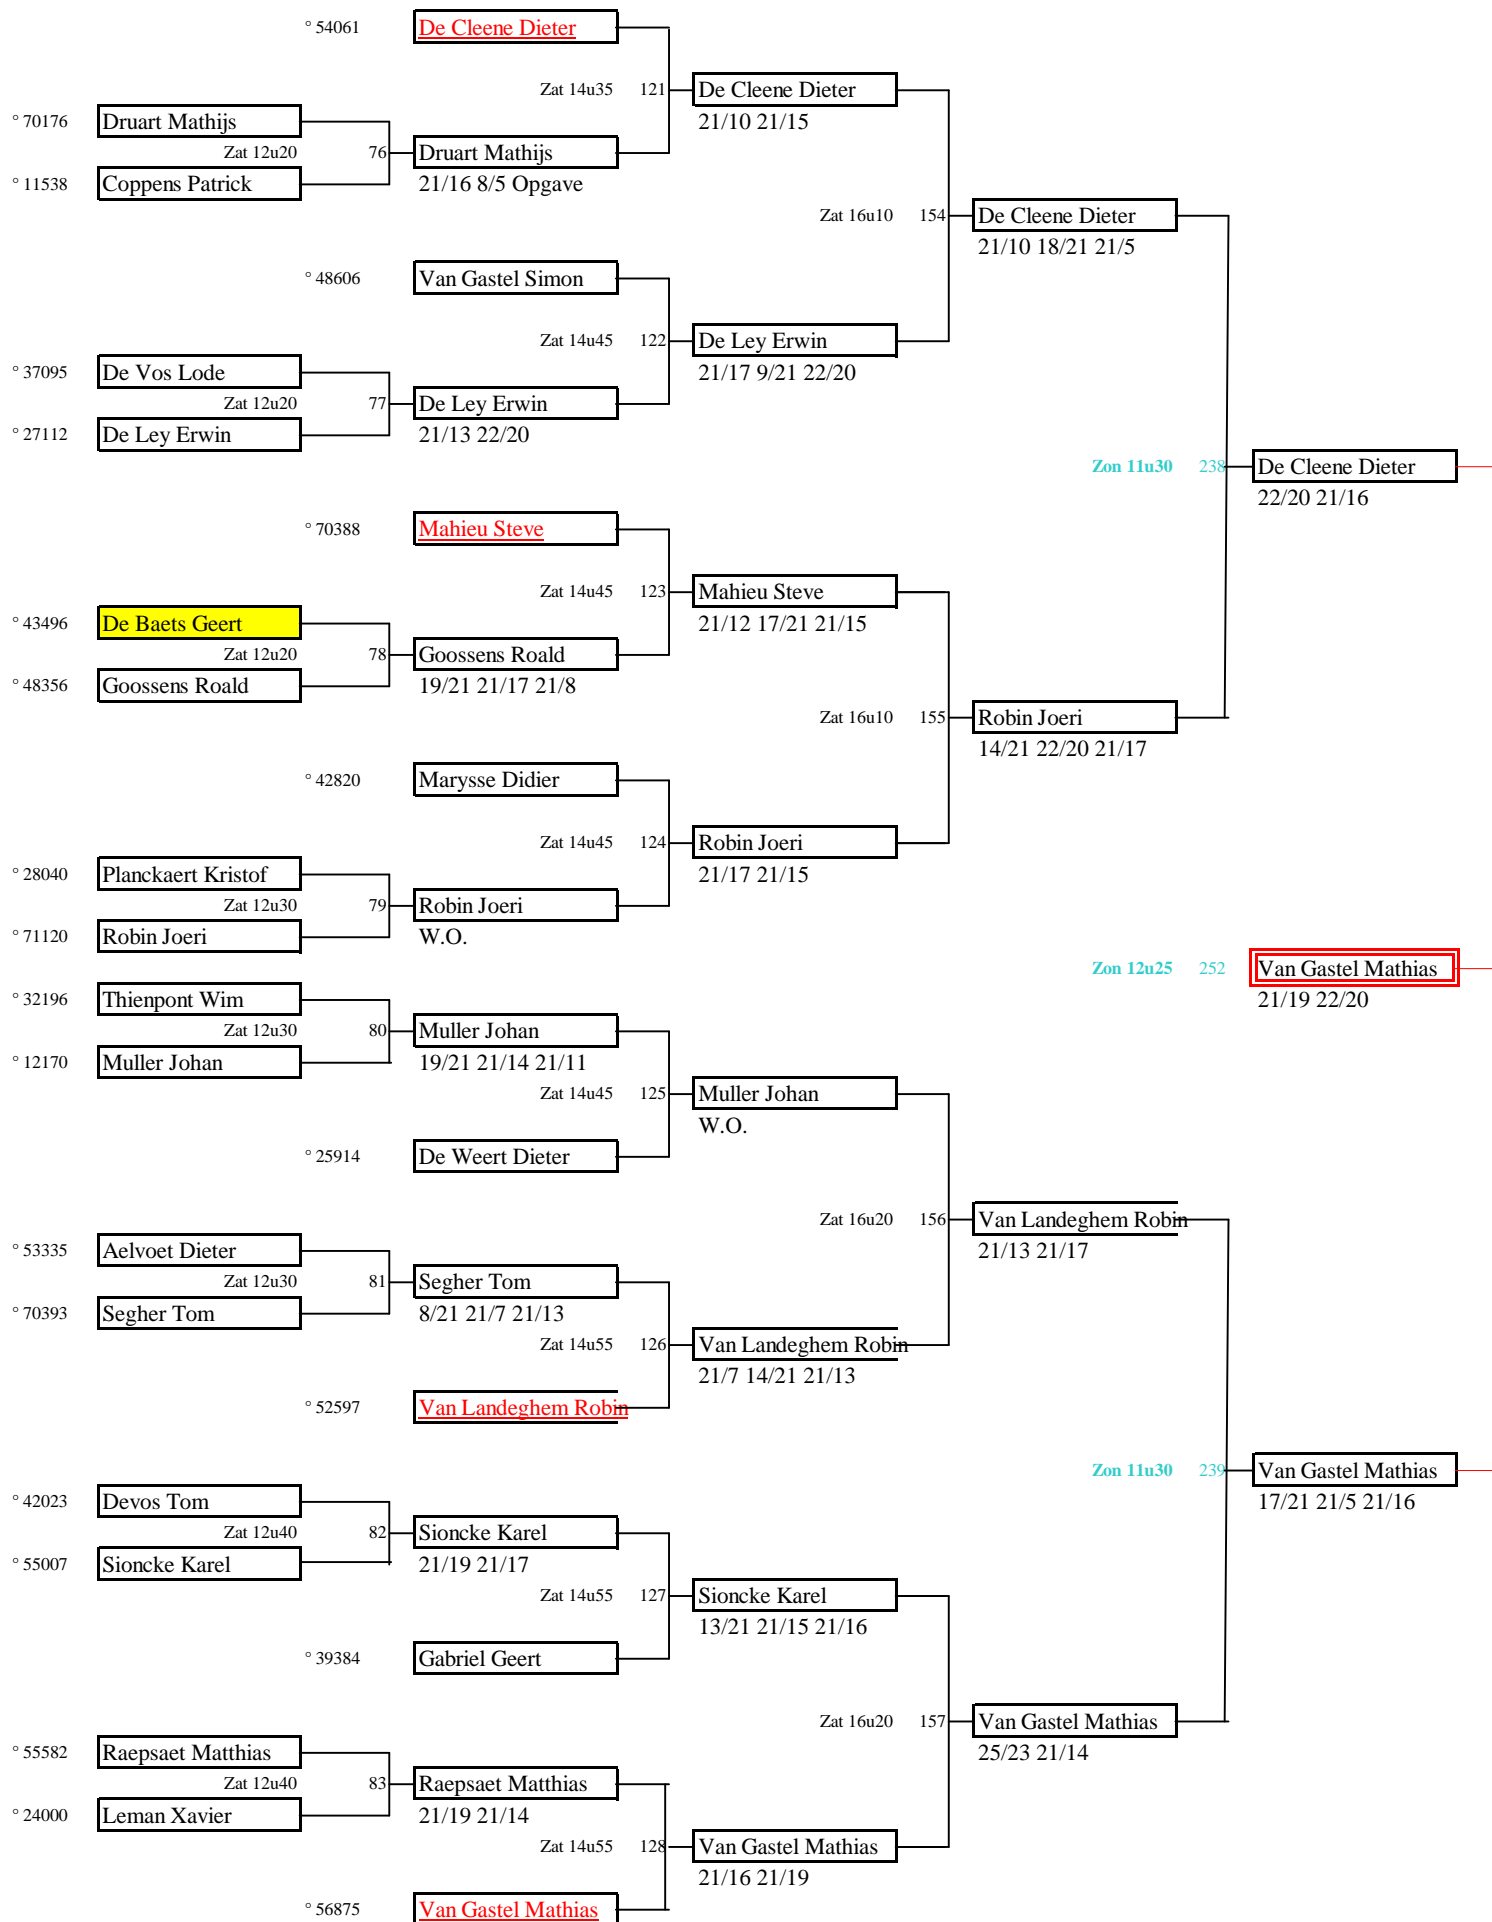 ° 54061 De Cleene Dieter
Zat 14u35 121 De Cleene Dieter
° 70176 Druart Mathijs 21/10 21/15
Zat 12u20 76 Druart Mathijs
° 11538 Coppens Patrick 21/16 8/5 Opgave
Zat 16u10 154 De Cleene Dieter
21/10 18/21 21/5
° 48606 Van Gastel Simon
Zat 14u45 122 De Ley Erwin
° 37095 De Vos Lode 21/17 9/21 22/20
Zat 12u20 77 De Ley Erwin
° 27112 De Ley Erwin 21/13 22/20
Zon 11u30 238 De Cleene Dieter
22/20 21/16
° 70388 Mahieu Steve
Zat 14u45 123 Mahieu Steve
° 43496 De Baets Geert 21/12 17/21 21/15
Zat 12u20 78 Goossens Roald
° 48356 Goossens Roald 19/21 21/17 21/8
Zat 16u10 155 Robin Joeri
14/21 22/20 21/17
° 42820 Marysse Didier
Zat 14u45 124 Robin Joeri
° 28040 Planckaert Kristof 21/17 21/15
Zat 12u30 79 Robin Joeri
° 71120 Robin Joeri W.O.
Zon 12u25 252 Van Gastel Mathias
° 32196 Thienpont Wim 21/19 22/20
Zat 12u30 80 Muller Johan
° 12170 Muller Johan 19/21 21/14 21/11
Zat 14u45 125 Muller Johan
W.O.
° 25914 De Weert Dieter
Zat 16u20 156 Van Landeghem Robin
° 53335 Aelvoet Dieter 21/13 21/17
Zat 12u30 81 Segher Tom
° 70393 Segher Tom 8/21 21/7 21/13
Zat 14u55 126 Van Landeghem Robin
21/7 14/21 21/13
° 52597 Van Landeghem Robin
Zon 11u30 239 Van Gastel Mathias
° 42023 Devos Tom 17/21 21/5 21/16
Zat 12u40 82 Sioncke Karel
° 55007 Sioncke Karel 21/19 21/17
Zat 14u55 127 Sioncke Karel
13/21 21/15 21/16
° 39384 Gabriel Geert
Zat 16u20 157 Van Gastel Mathias
° 55582 Raepsaet Matthias 25/23 21/14
Zat 12u40 83 Raepsaet Matthias
° 24000 Leman Xavier 21/19 21/14
Zat 14u55 128 Van Gastel Mathias
21/16 21/19
° 56875 Van Gastel Mathias